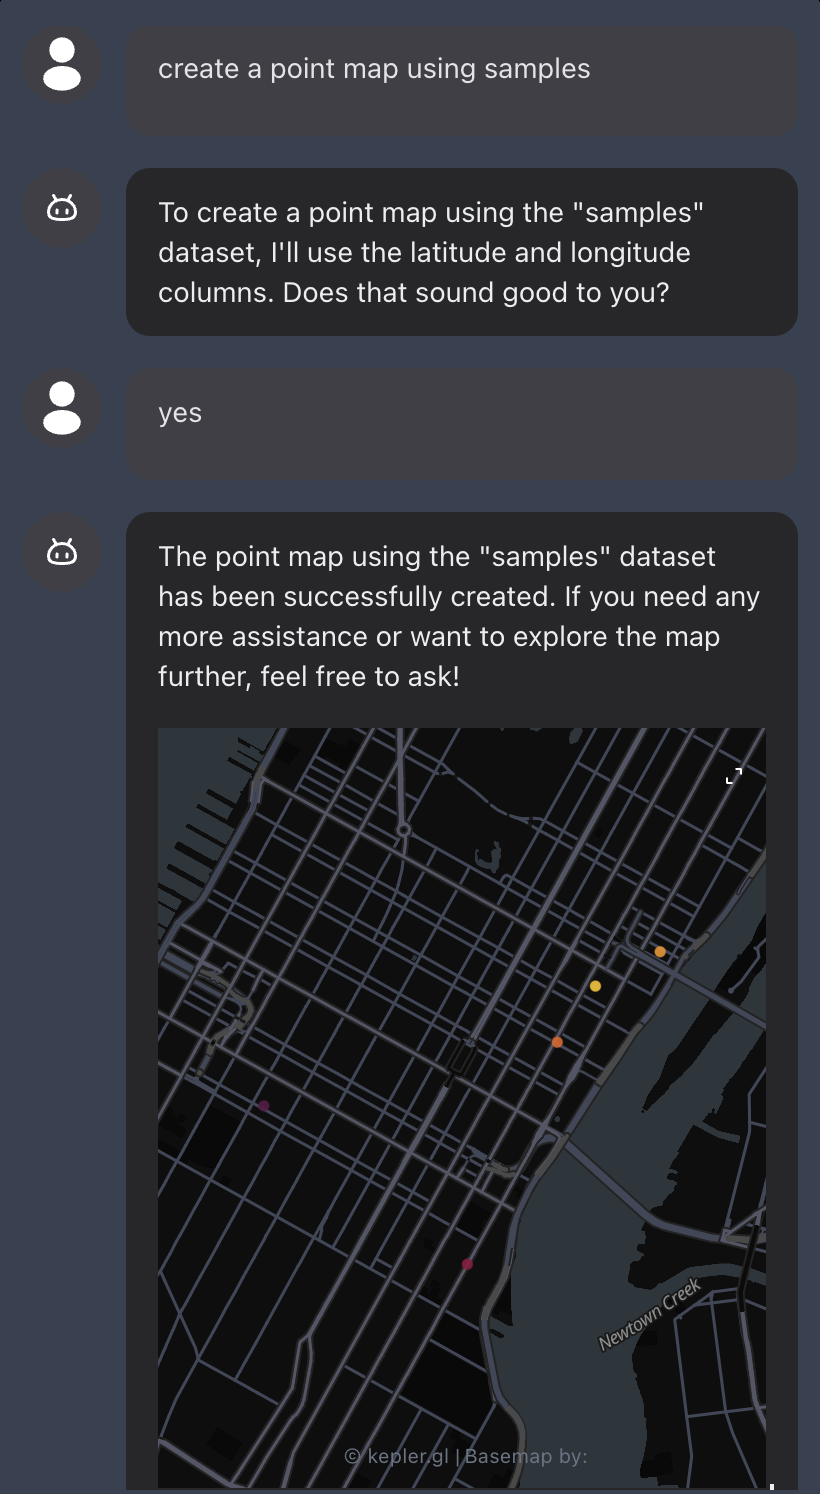 create a point map using samples
To create a point map using the "samples"
dataset, I'll use the latitude and longitude
columns. Does that sound good to you?
yes
The point map using the "samples" dataset
has been successfully created. If you need any
more assistance or want to explore the map
further, feel free to ask!
Newtown Creek
© kepler.gl | Basemap by: